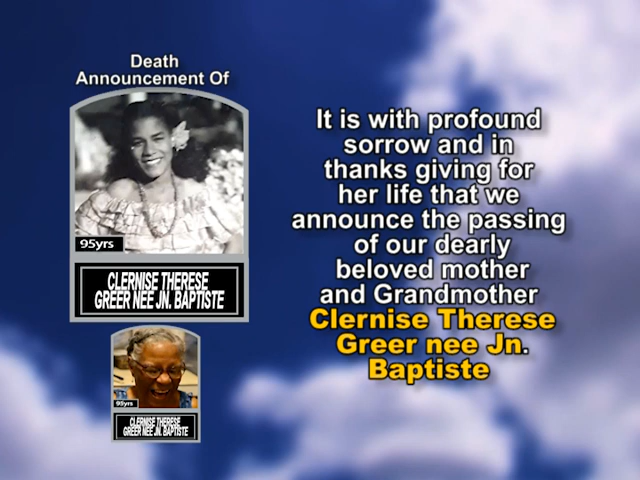 Death
Announcement Of
95yrs
CLERNISE THERESE
GREER NEE JN. BAPTISTE
95yrs
CLERNISE THERESE
GREER NEE JN. BAPTISTE
It is with profound
sorrow and in
thanks giving for
her life that we
announce the passing
of our dearly
beloved mother
and Grandmother
Clernise Therese
Greer nee Jn.
Baptiste